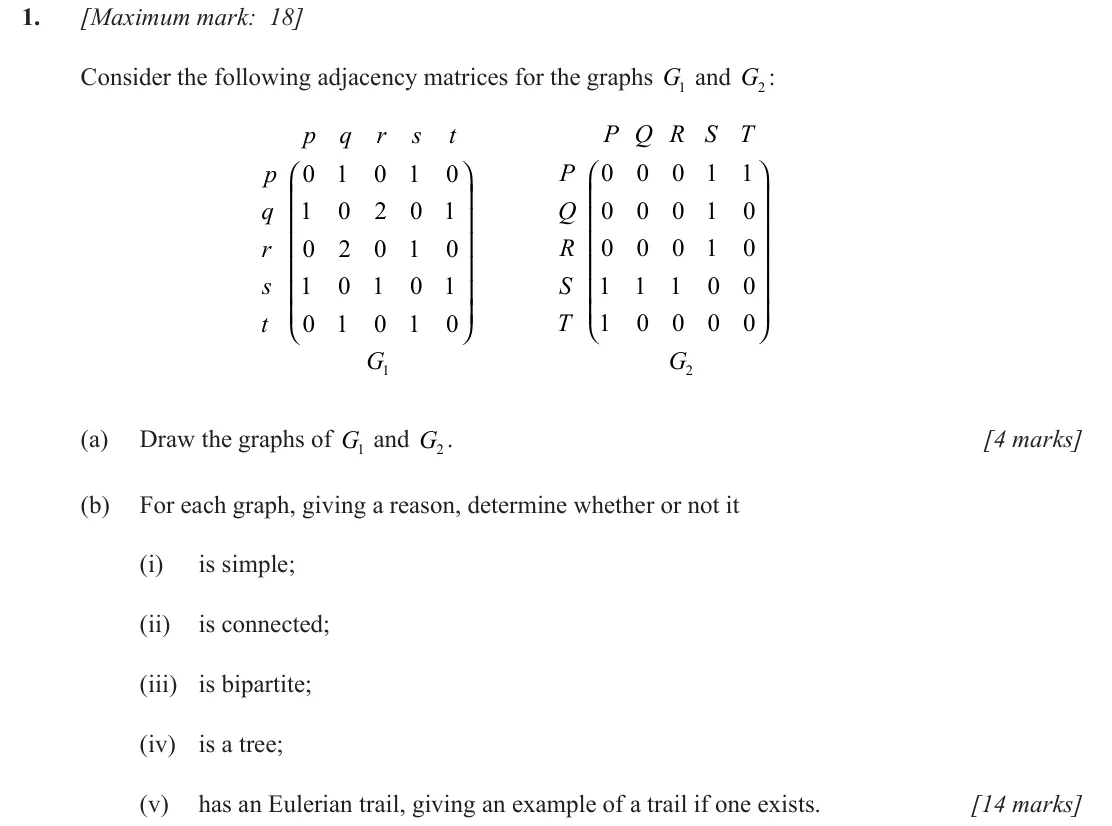 1. [Maximum mark: 18]
Consider the following adjacency matrices for the graphs G₁ and G₂:
p q r s t P Q R S T
p 0 1 0 1 0 P 0 0 0 1 1
q 1 0 2 0 1 Q 0 0 0 1 0
r 0 2 0 1 0 R 0 0 0 1 0
s 1 0 1 0 1 S 1 1 1 0 0
t 0 1 0 1 0 T 1 0 0 0 0
G₁ G₂
(a) Draw the graphs of G₁ and G₂. [4 marks]
(b) For each graph, giving a reason, determine whether or not it
(i) is simple;
(ii) is connected;
(iii) is bipartite;
(iv) is a tree;
(v) has an Eulerian trail, giving an example of a trail if one exists. [14 marks]